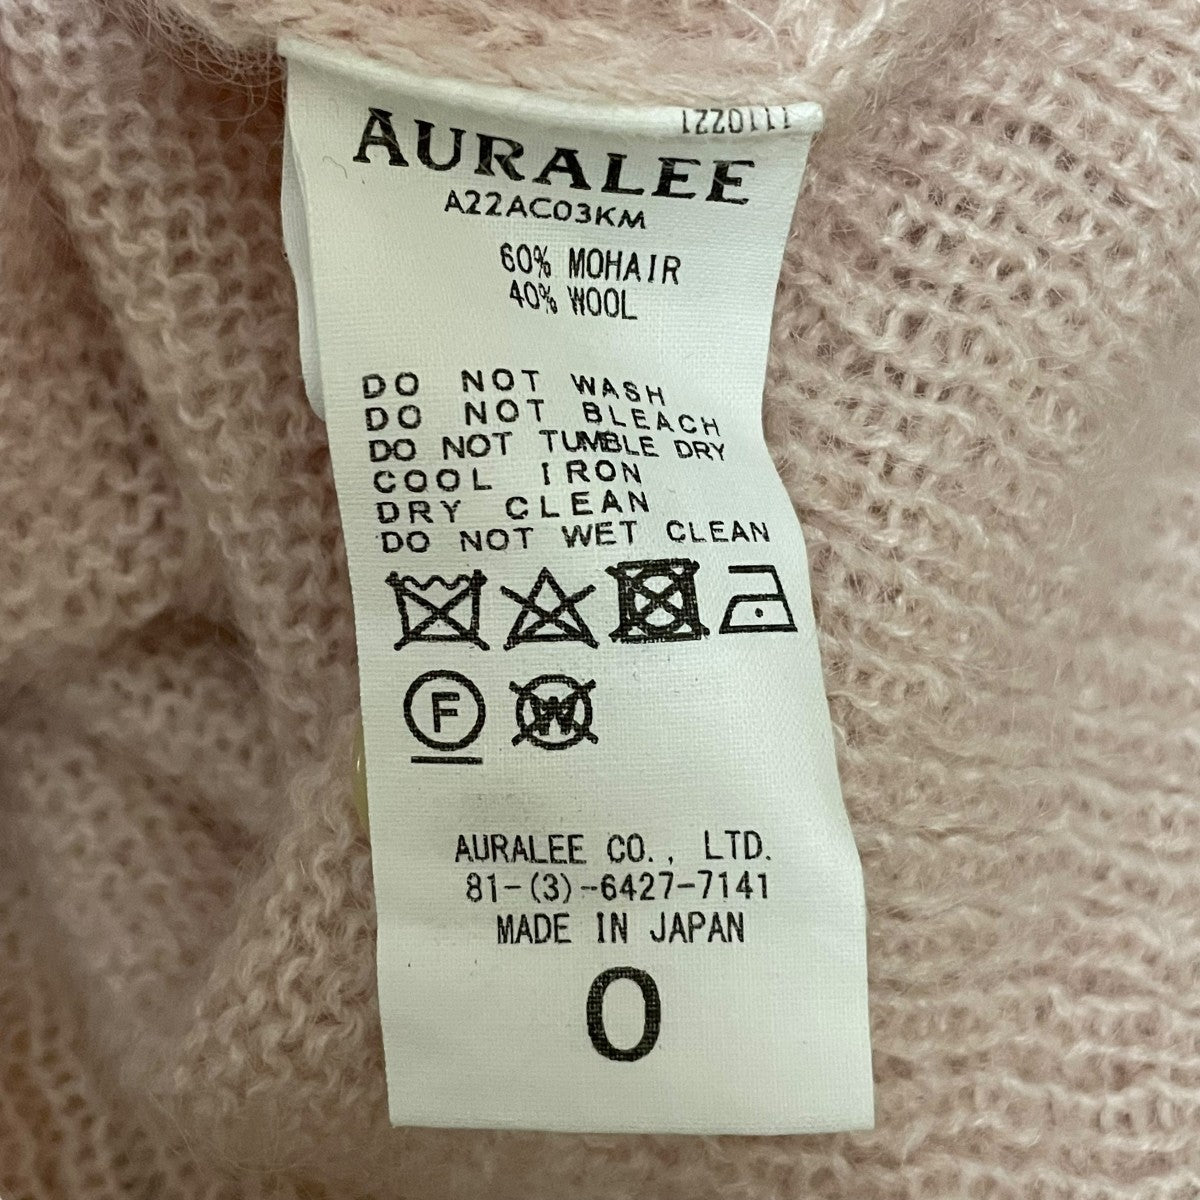 1110221
AURALEE
A22AC03KM
60% MOHAIR
40% WOOL
DO NOT WASH
DO NOT BLEACH
DO NOT TUMBLE DRY
COOL IRON
DRY CLEAN
DO NOT WET CLEAN
F W
AURALEE CO., LTD.
81-(3)-6427-7141
MADE IN JAPAN
0